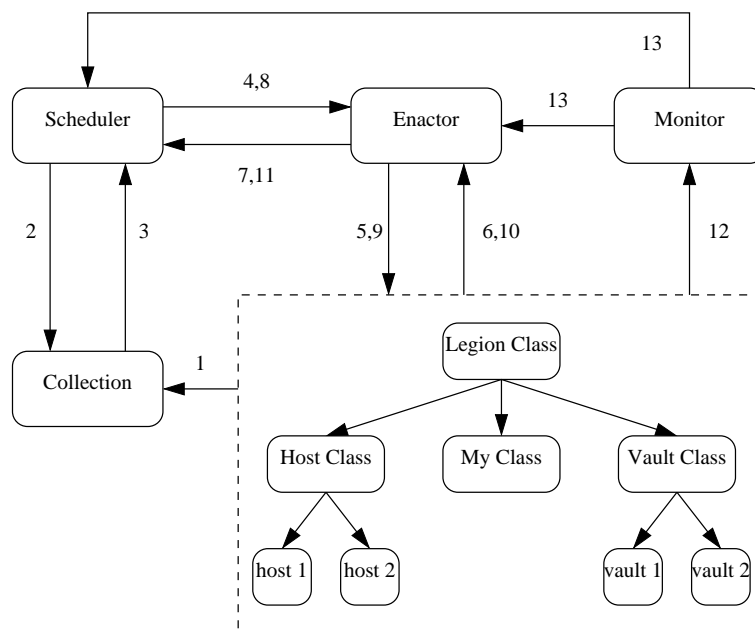 13
4,8
13
Scheduler
Enactor
Monitor
7,11
2
3
5,9
6,10
12
Legion Class
Collection
1
Host Class
My Class
Vault Class
host 1
host 2
vault 1
vault 2